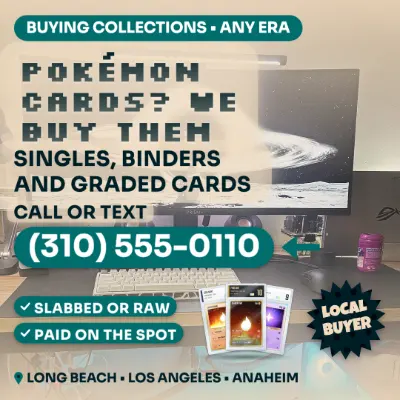 BUYING COLLECTIONS • ANY ERA
POKÉMON
CARDS? WE
BUY THEM
SINGLES, BINDERS
AND GRADED CARDS
CALL OR TEXT
(310) 555-0110
✓ SLABBED OR RAW
✓ PAID ON THE SPOT
LOCAL
BUYER
LONG BEACH • LOS ANGELES • ANAHEIM